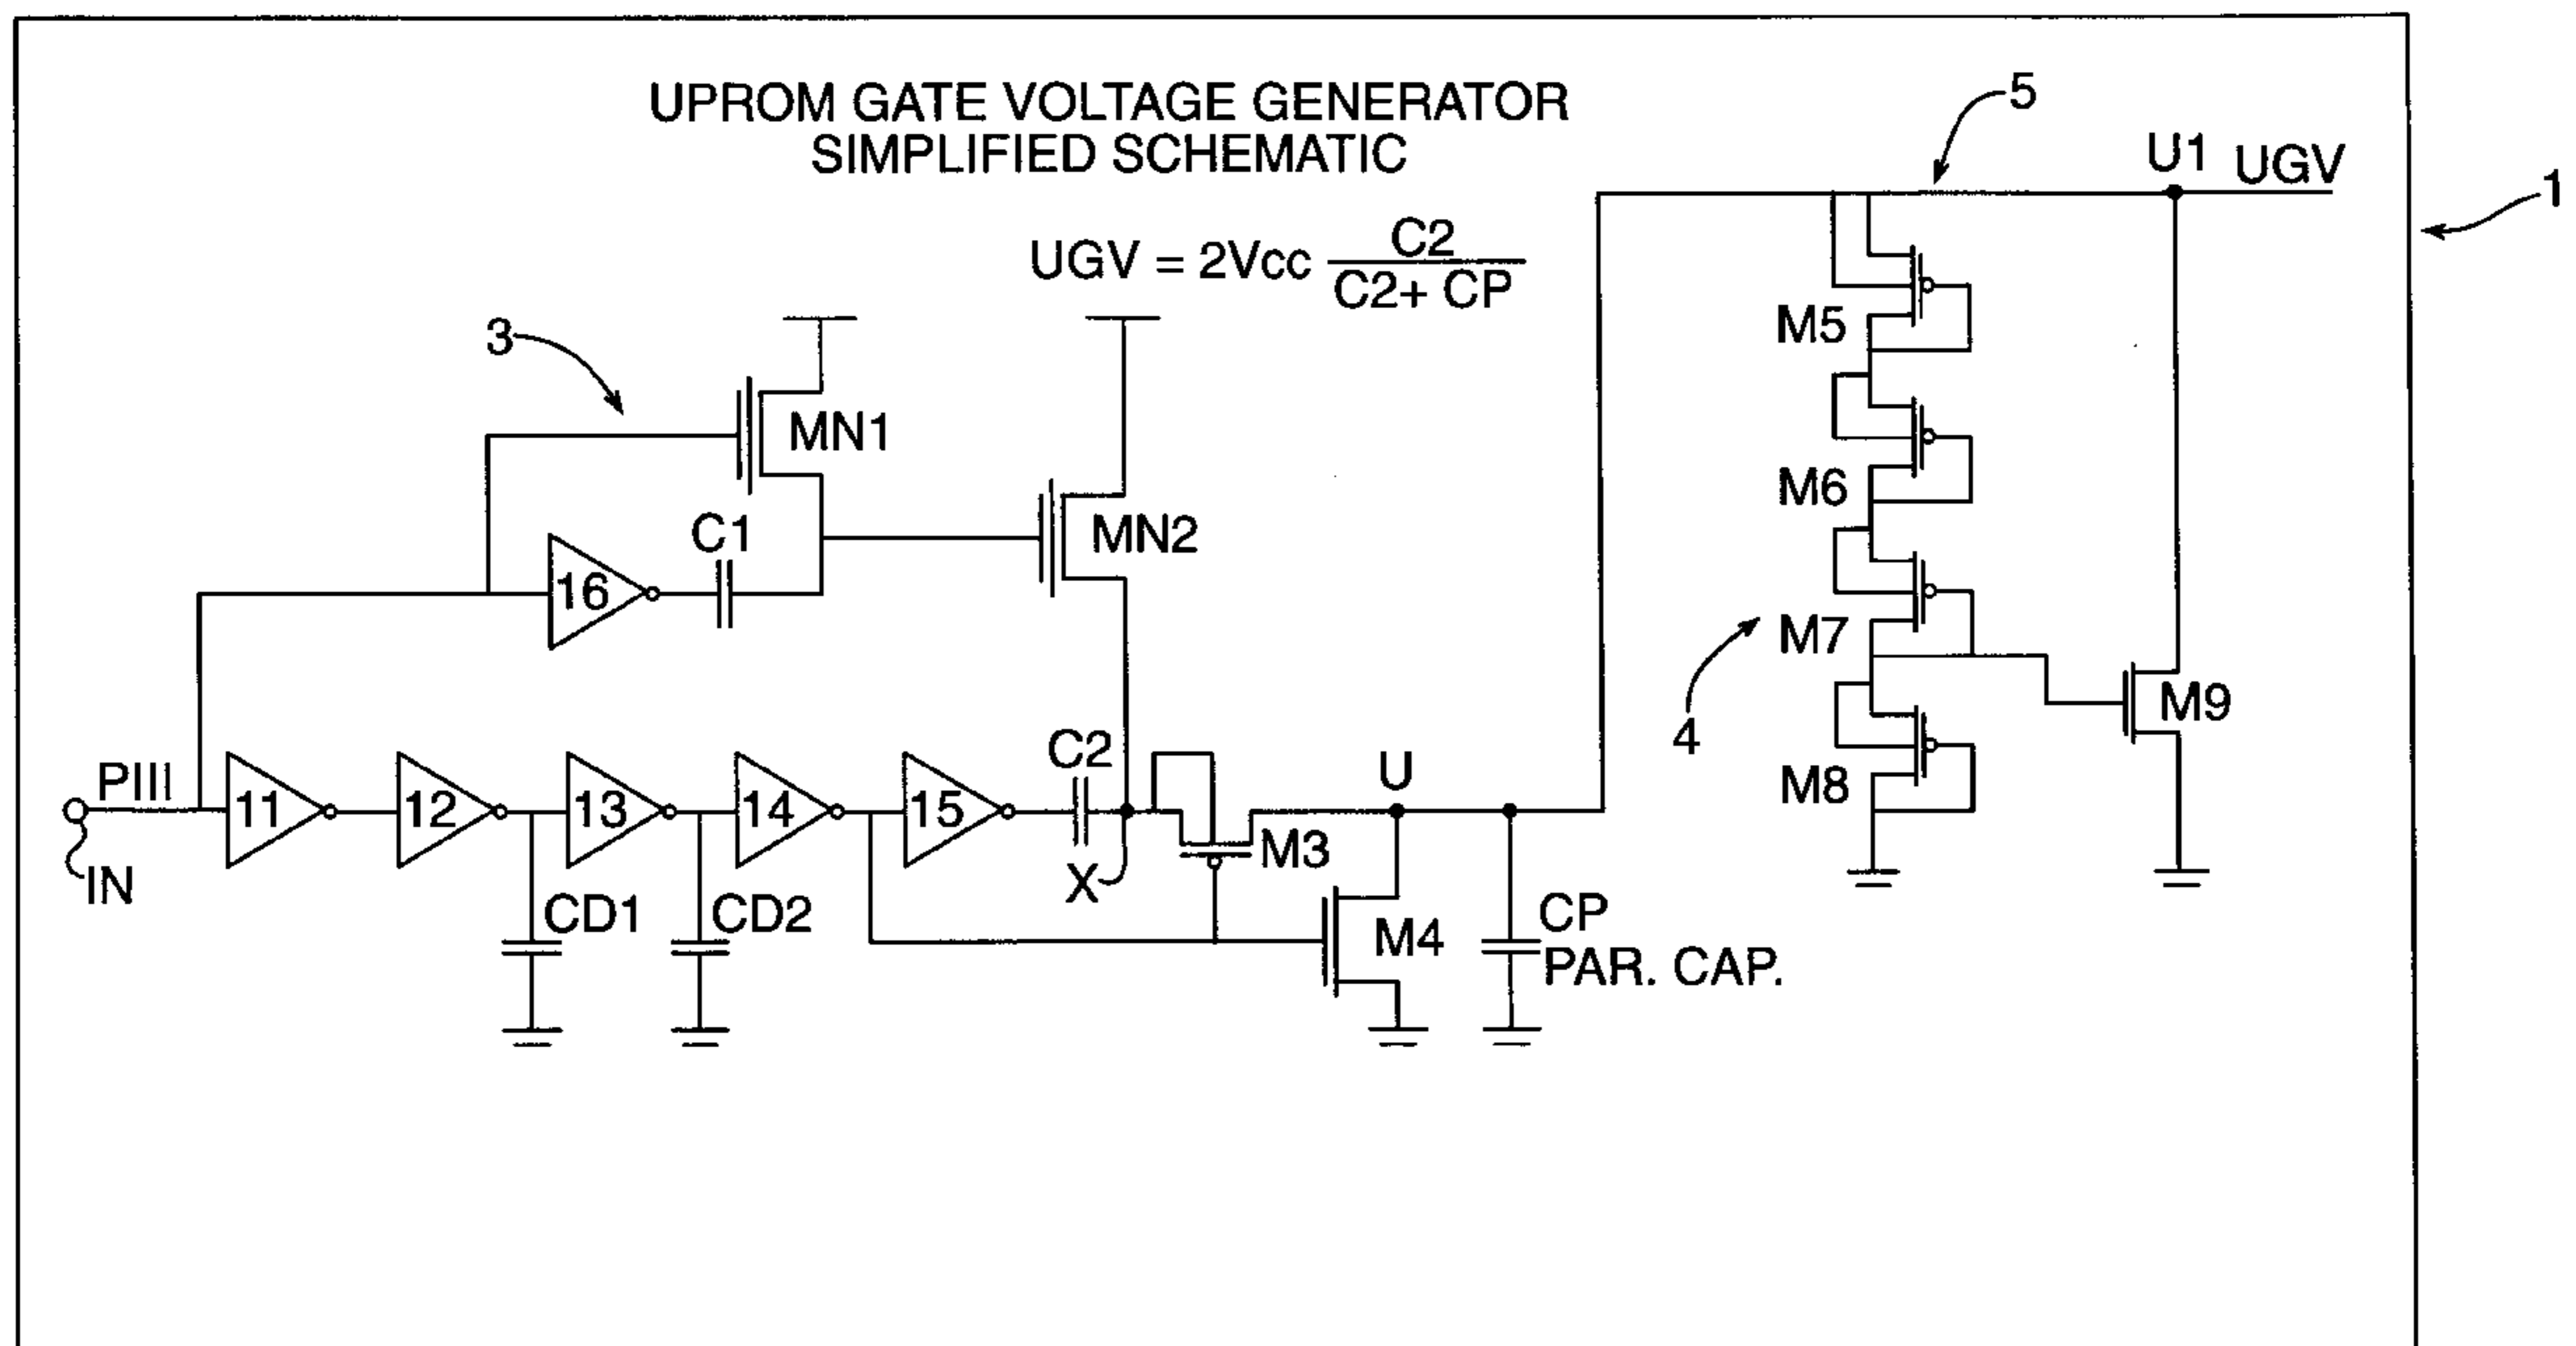 UPROM GATE VOLTAGE GENERATOR
SIMPLIFIED SCHEMATIC
5
U1 UGV
1
UGV = 2Vcc C2
C2+ CP
3
MN1
M5
MN2
C1
M6
16
M7
4
M9
M8
PIII
IN
11
12
13
14
15
C2
X
M3
U
CD1
CD2
M4
CP
PAR. CAP.